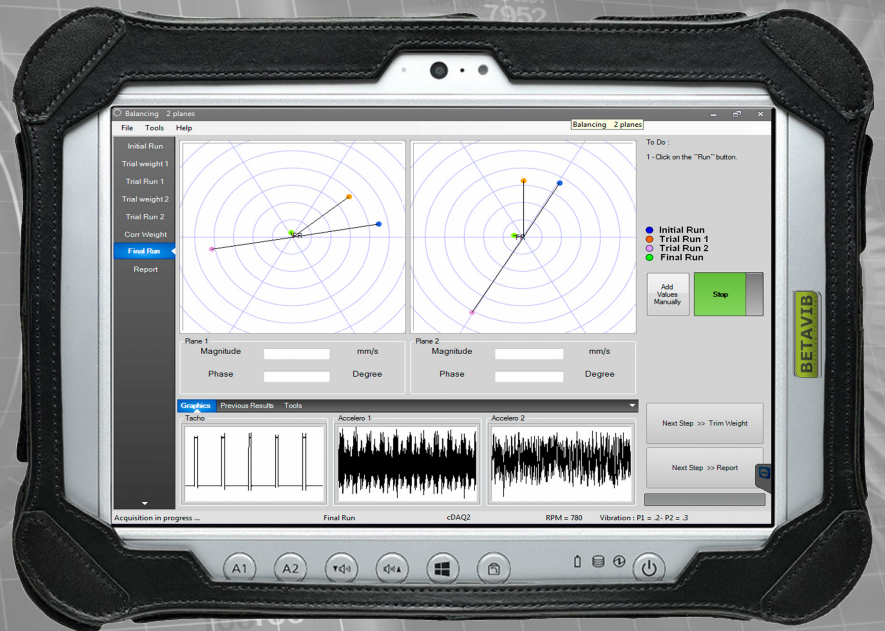 7952
Balancing 2 planes
Balancing 2 planes
File Tools Help
Initial Run
Trial weight 1
Trial Run 1
Trial weight 2
Trial Run 2
Corr Weight
Final Run
Report
To Do :
1 - Click on the "Run" button.
Initial Run
Trial Run 1
Trial Run 2
Final Run
Add
Values
Manually
Stop
Plane 1
Magnitude mm/s
Phase Degree
Plane 2
Magnitude mm/s
Phase Degree
Graphics Previous Results Tools
Tacho
Accelero 1
Accelero 2
Next Step >> Trim Weight
Next Step >> Report
Acquisition in progress ... Final Run cDAQ2 RPM = 780 Vibration : P1 = .2- P2 = .3
BETAVIB
A1 A2